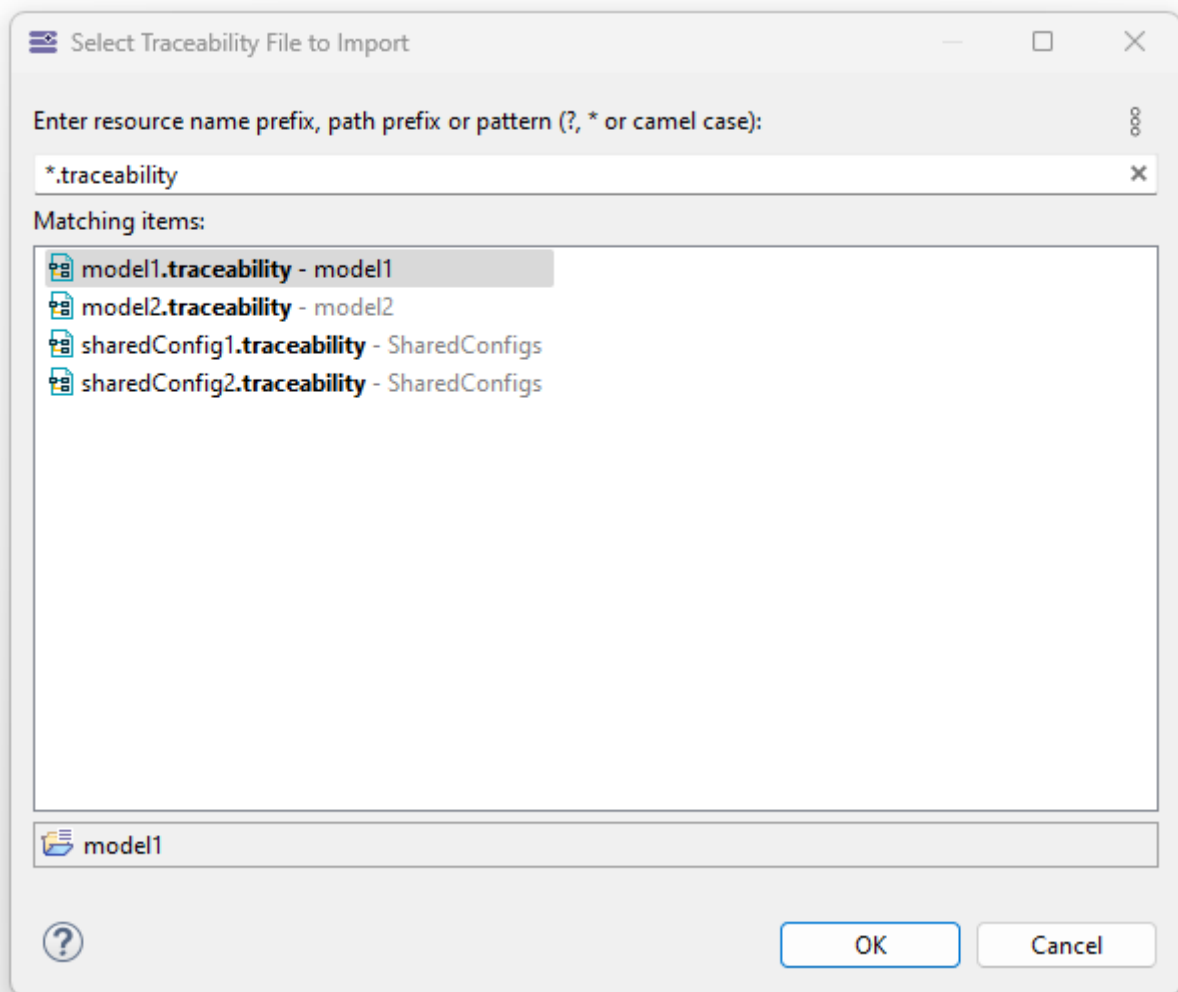 Select Traceability File to Import
Enter resource name prefix, path prefix or pattern (?, * or camel case):
*.traceability
Matching items:
model1.traceability - model1
model2.traceability - model2
sharedConfig1.traceability - SharedConfigs
sharedConfig2.traceability - SharedConfigs
model1
OK
Cancel